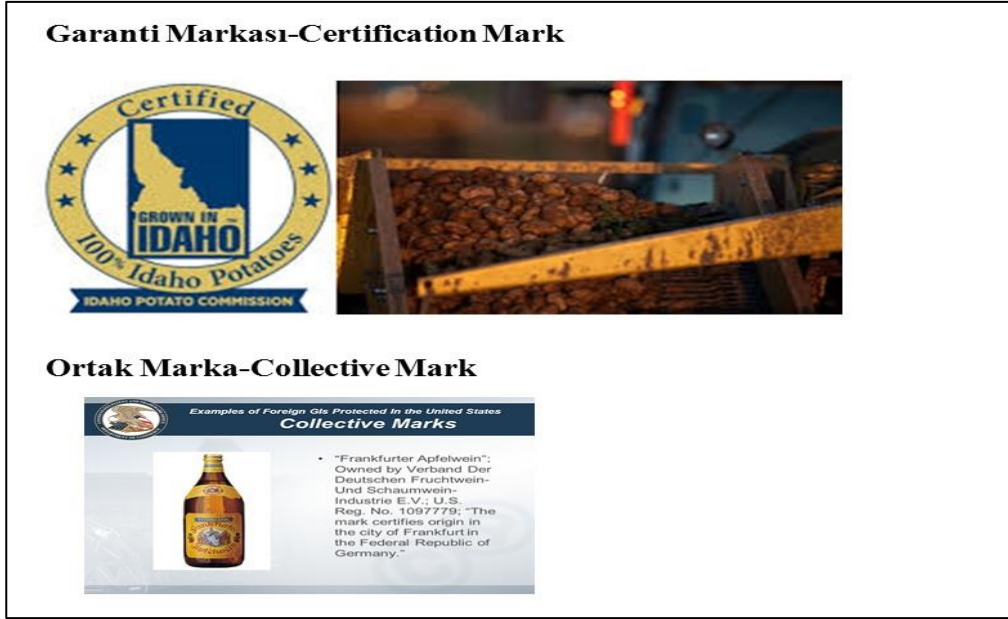 Garanti Markası-Certification Mark
Certified
GROWN IN
IDAHO
100% Idaho Potatoes
IDAHO POTATO COMMISSION
Ortak Marka-Collective Mark
Examples of Foreign GIs Protected In the United States
Collective Marks
• "Frankfurter Apfelwein";
Owned by Verband Der
Deutschen Fruchtwein-
Und Schaumwein-
Industrie E.V.; U.S.
Reg. No. 1097779; "The
mark certifies origin in
the city of Frankfurt in
the Federal Republic of
Germany."